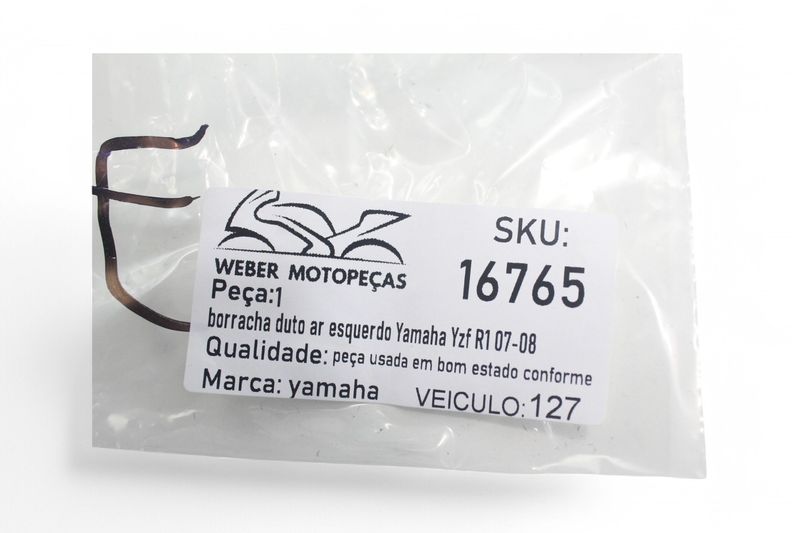 E
WEBER MOTOPEÇAS
SKU:
16765
Peça:1
borracha duto ar esquerdo Yamaha Yzf R1 07-08
Qualidade: peça usada em bom estado conforme
Marca: yamaha
VEICULO:127